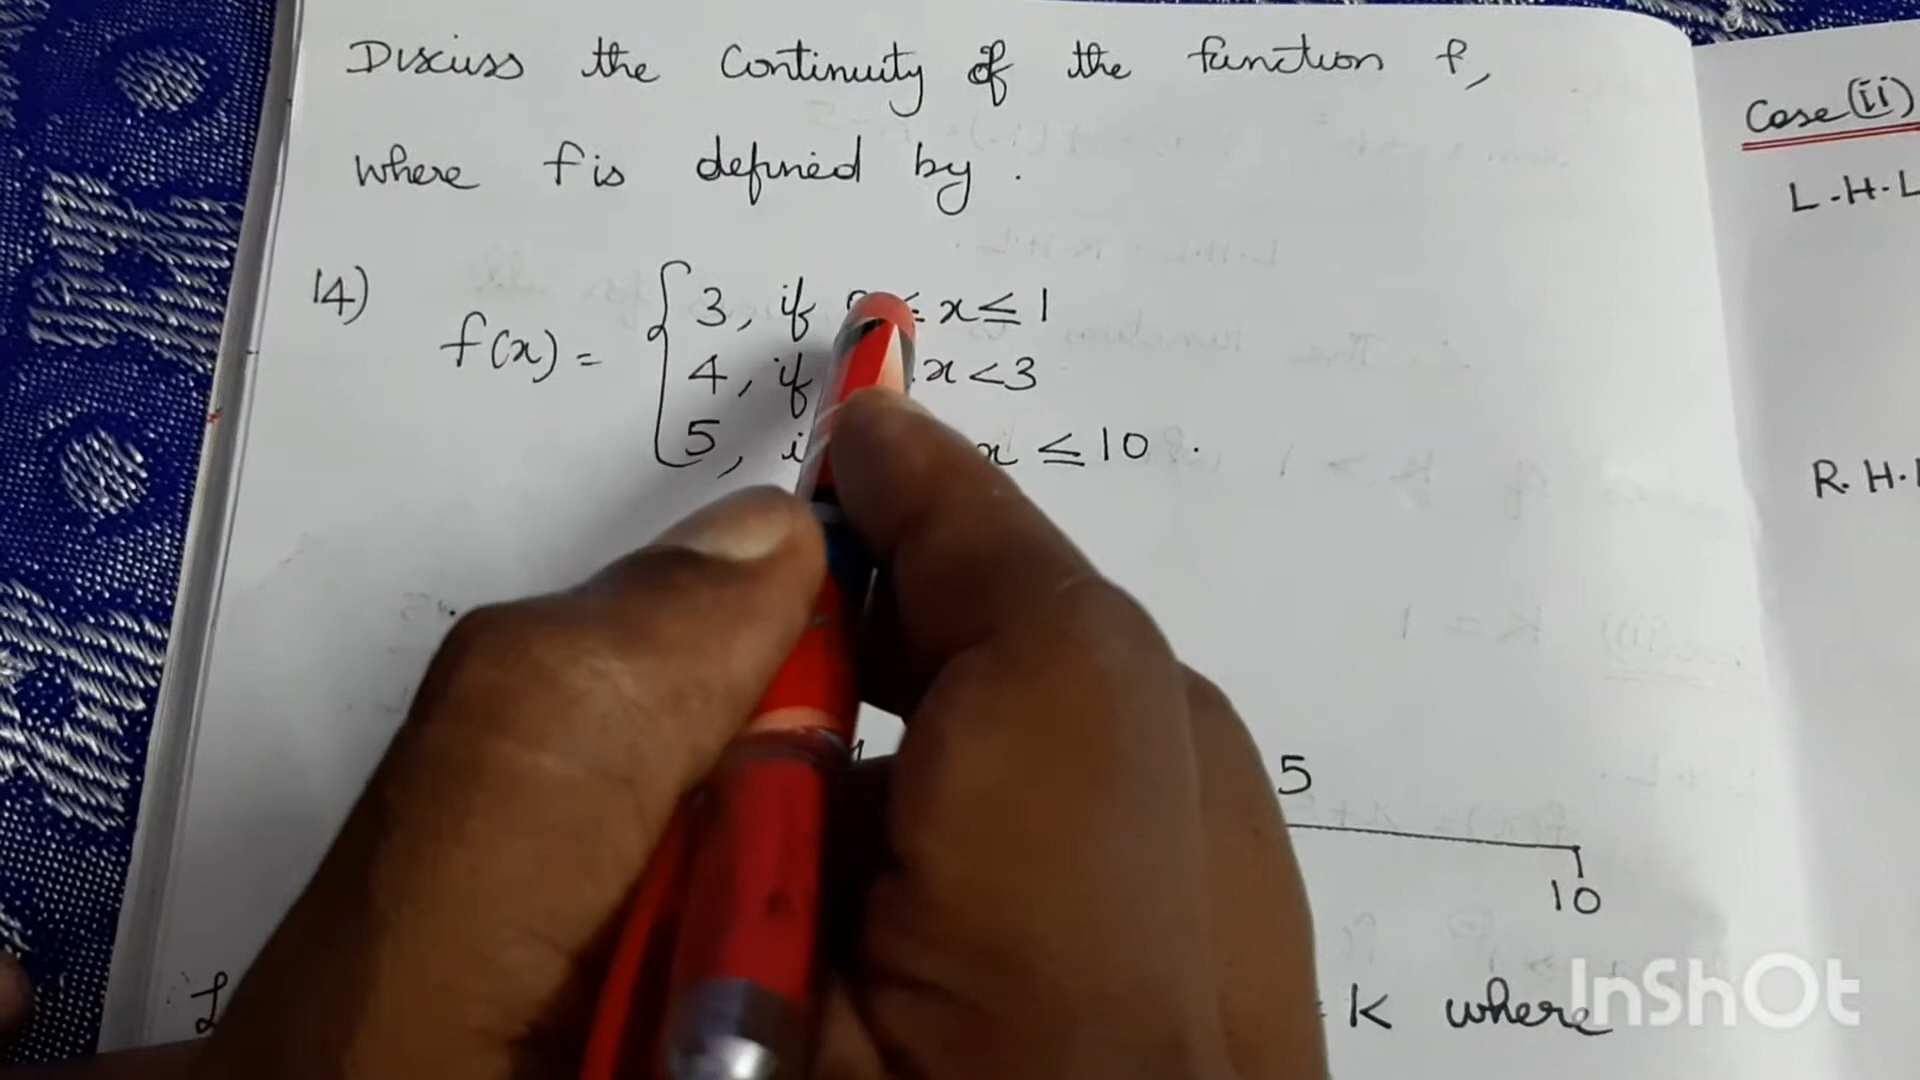 Discuss the Continuity of the function f,
where f is defined by.
14)
f(x) =
3, if ≤ x ≤ 1
4, if x < 3
5, x ≤ 10.
5
10
K where
Case (ii)
L.H.L
R.H.
InShOt